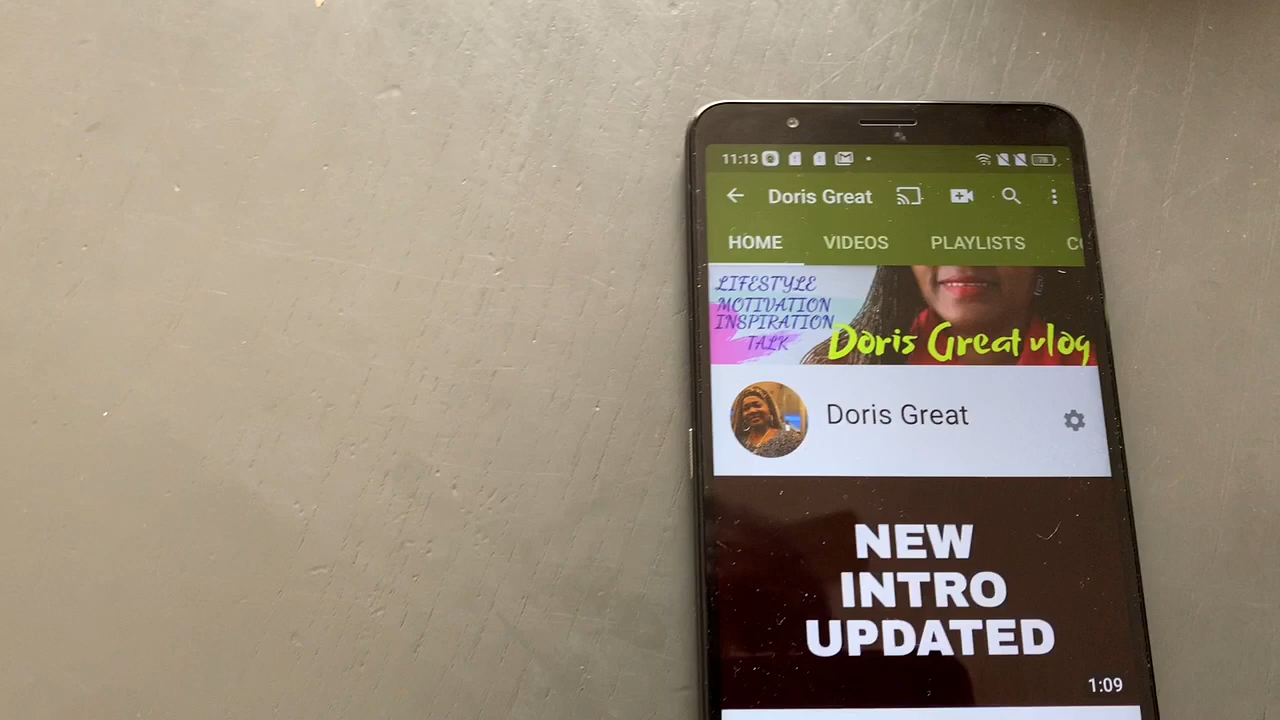 11:13
Doris Great
HOME VIDEOS PLAYLISTS
LIFESTYLE
MOTIVATION
INSPIRATION
TALK
Doris Great vlog
Doris Great
NEW
INTRO
UPDATED
1:09